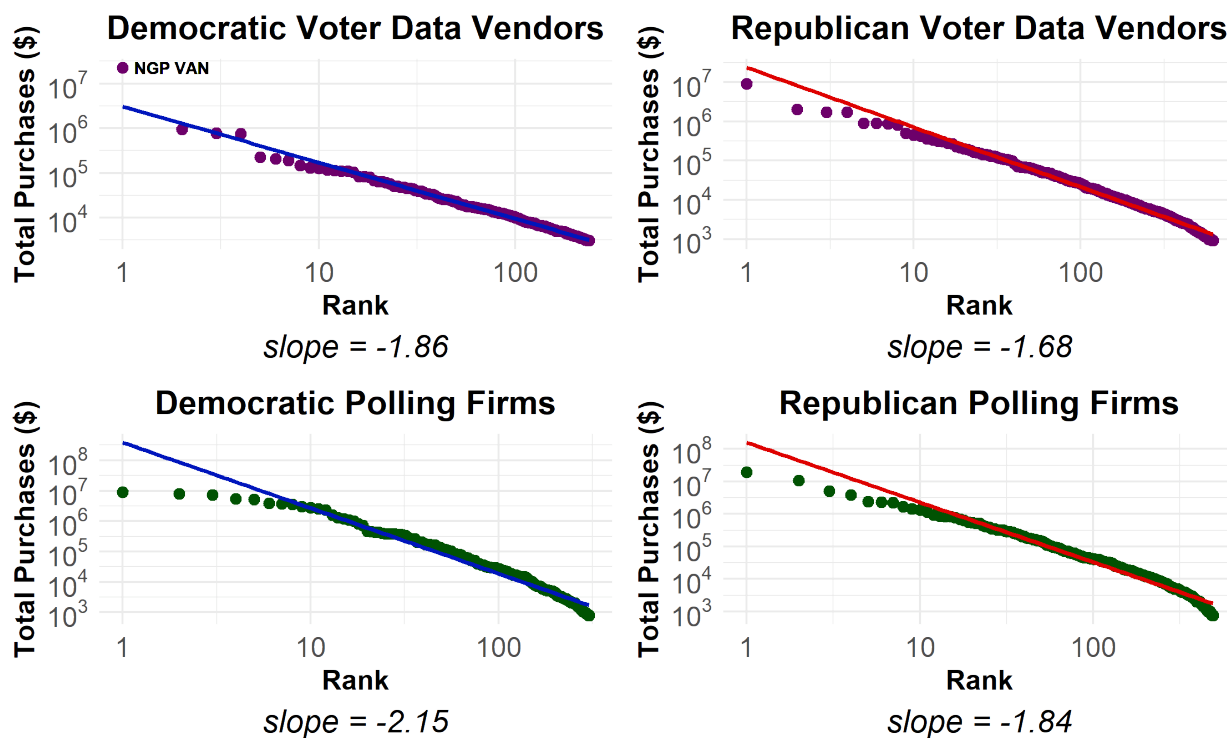 Democratic Voter Data Vendors
Total Purchases ($)
NGP VAN
10^7
10^6
10^5
10^4
1 10 100
Rank
slope = -1.86
Republican Voter Data Vendors
Total Purchases ($)
10^7
10^6
10^5
10^4
10^3
1 10 100
Rank
slope = -1.68
Democratic Polling Firms
Total Purchases ($)
10^8
10^7
10^6
10^5
10^4
10^3
1 10 100
Rank
slope = -2.15
Republican Polling Firms
Total Purchases ($)
10^8
10^7
10^6
10^5
10^4
10^3
1 10 100
Rank
slope = -1.84